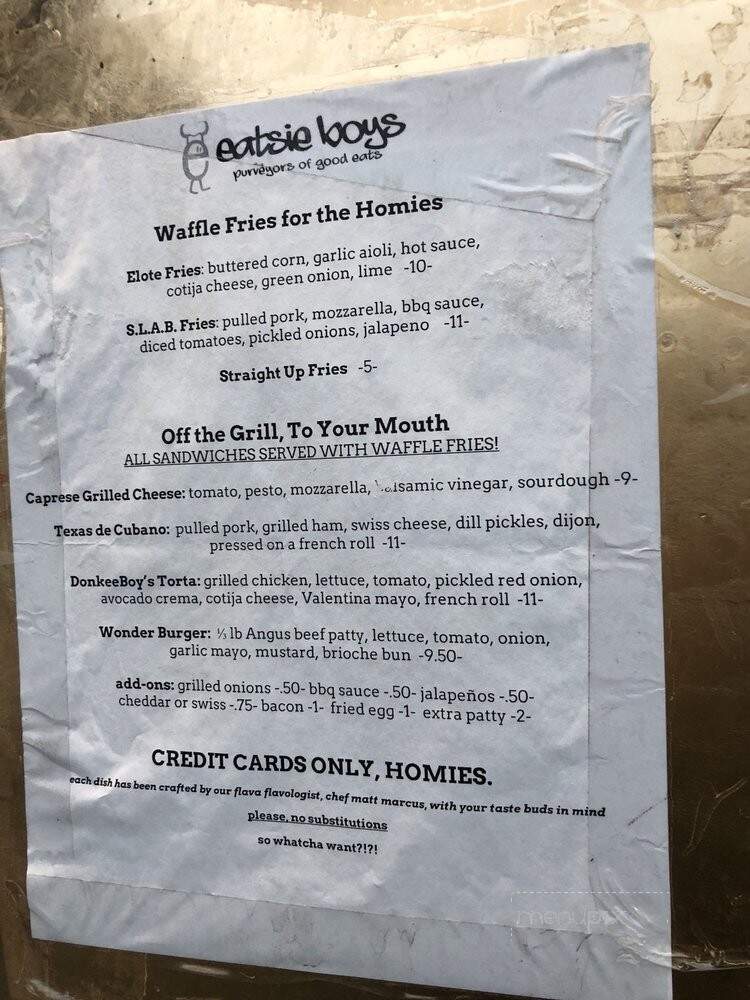 eatsie boys
purveyors of good eats
Waffle Fries for the Homies
Elote Fries: buttered corn, garlic aioli, hot sauce,
cotija cheese, green onion, lime -10-
S.L.A.B. Fries: pulled pork, mozzarella, bbq sauce,
diced tomatoes, pickled onions, jalapeno -11-
Straight Up Fries -5-
Off the Grill, To Your Mouth
ALL SANDWICHES SERVED WITH WAFFLE FRIES!
Caprese Grilled Cheese: tomato, pesto, mozzarella, balsamic vinegar, sourdough -9-
Texas de Cubano: pulled pork, grilled ham, swiss cheese, dill pickles, dijon,
pressed on a french roll -11-
DonkeeBoy's Torta: grilled chicken, lettuce, tomato, pickled red onion,
avocado crema, cotija cheese, Valentina mayo, french roll -11-
Wonder Burger: ⅓ lb Angus beef patty, lettuce, tomato, onion,
garlic mayo, mustard, brioche bun -9.50-
add-ons: grilled onions -.50- bbq sauce -.50- jalapeños -.50-
cheddar or swiss -.75- bacon -1- fried egg -1- extra patty -2-
CREDIT CARDS ONLY, HOMIES.
each dish has been crafted by our flava flavologist, chef matt marcus, with your taste buds in mind
please, no substitutions
so whatcha want?!?!